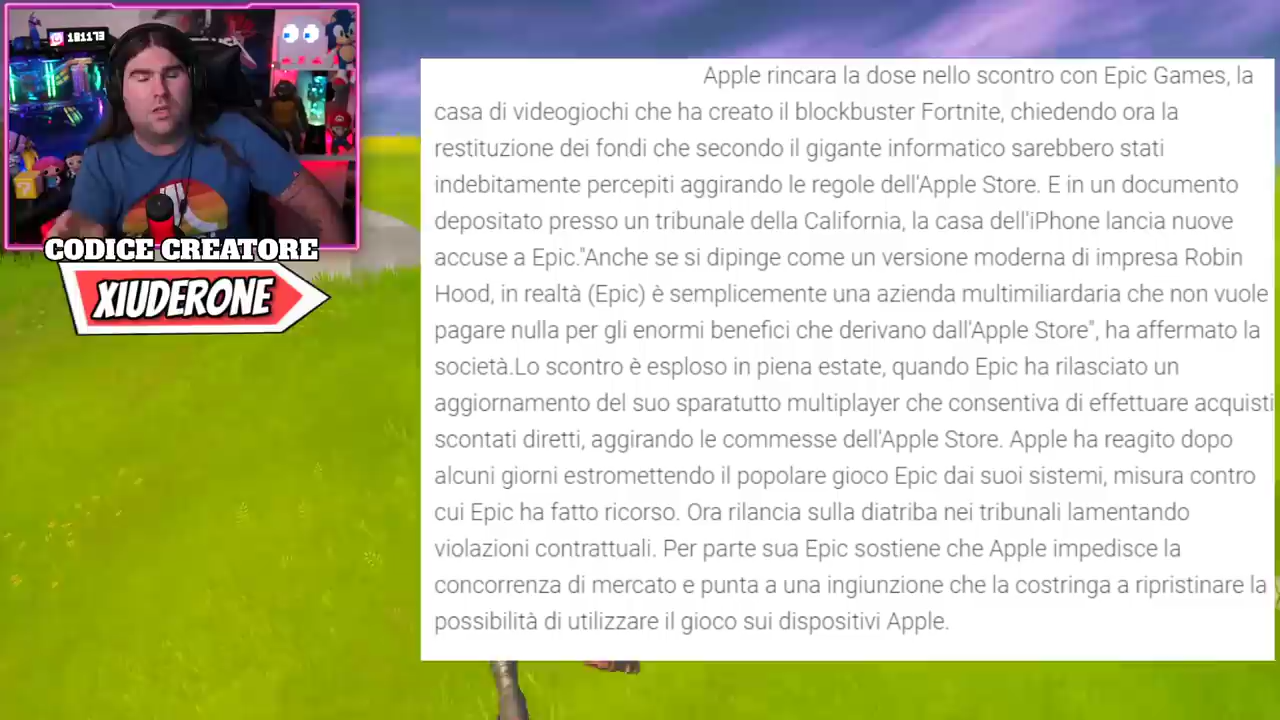 181173
CODICE CREATORE
XIUDERONE
Apple rincara la dose nello scontro con Epic Games, la
casa di videogiochi che ha creato il blockbuster Fortnite, chiedendo ora la
restituzione dei fondi che secondo il gigante informatico sarebbero stati
indebitamente percepiti aggirando le regole dell'Apple Store. E in un documento
depositato presso un tribunale della California, la casa dell'iPhone lancia nuove
accuse a Epic."Anche se si dipinge come un versione moderna di impresa Robin
Hood, in realtà (Epic) è semplicemente una azienda multimiliardaria che non vuole
pagare nulla per gli enormi benefici che derivano dall'Apple Store", ha affermato la
società.Lo scontro è esploso in piena estate, quando Epic ha rilasciato un
aggiornamento del suo sparatutto multiplayer che consentiva di effettuare acquisti
scontati diretti, aggirando le commesse dell'Apple Store. Apple ha reagito dopo
alcuni giorni estromettendo il popolare gioco Epic dai suoi sistemi, misura contro
cui Epic ha fatto ricorso. Ora rilancia sulla diatriba nei tribunali lamentando
violazioni contrattuali. Per parte sua Epic sostiene che Apple impedisce la
concorrenza di mercato e punta a una ingiunzione che la costringa a ripristinare la
possibilità di utilizzare il gioco sui dispositivi Apple.